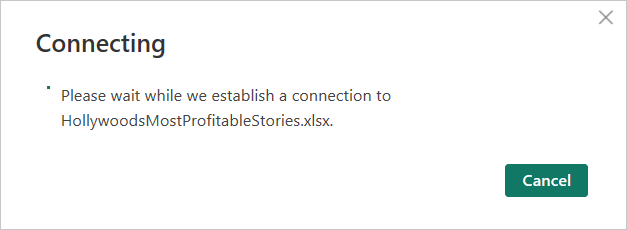 Connecting
Please wait while we establish a connection to
HollywoodsMostProfitableStories.xlsx.
Cancel